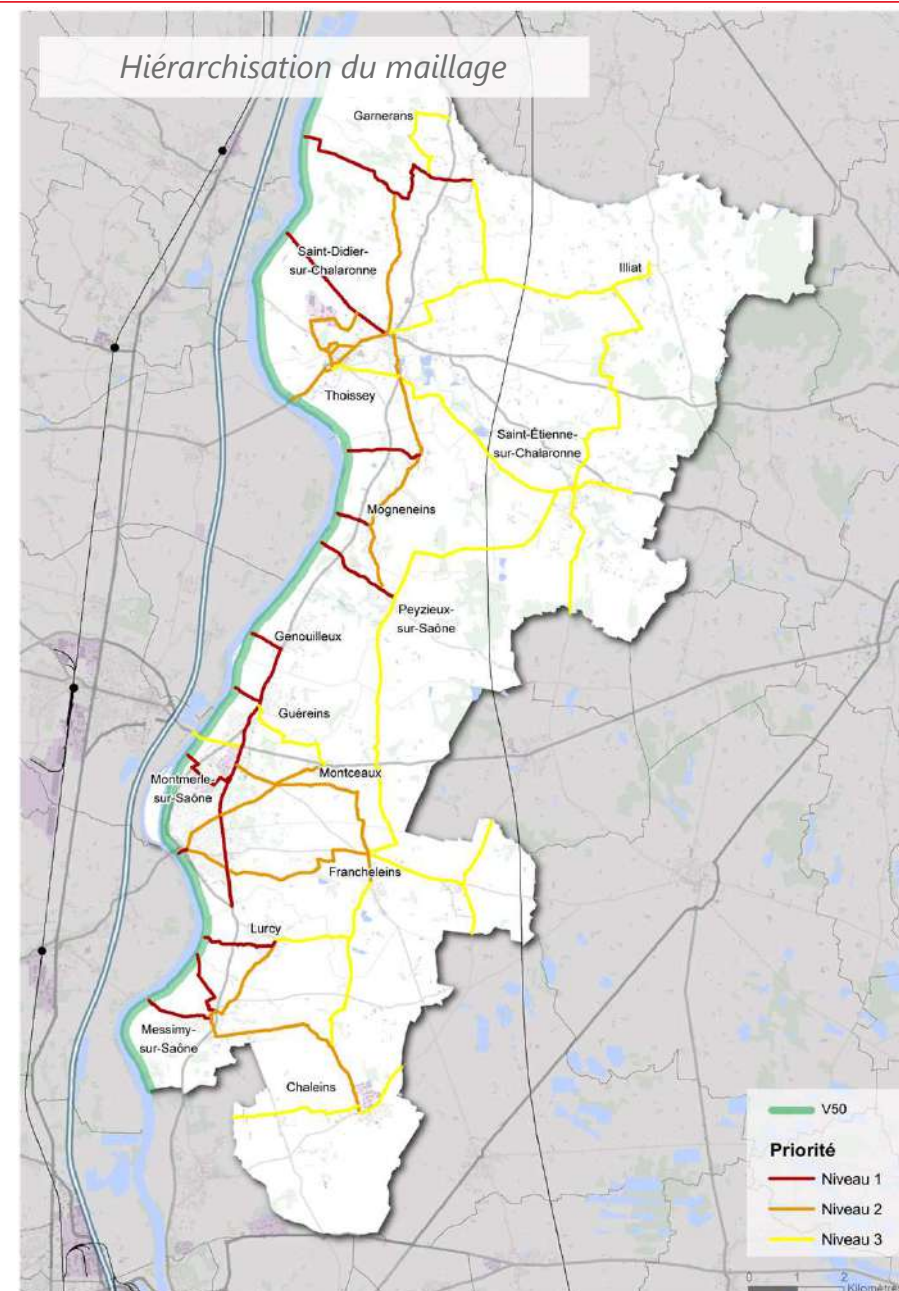 Hiérarchisation du maillage
Garnerans
Saint-Didier-
sur-Chalaronne
Illiat
Thoissey
Saint-Étienne-
sur-Chalaronne
Mogneneins
Peyzieux-
sur-Saône
Genouilleux
Guéreins
Montceaux
Montmerle-
sur-Saône
Francheleins
Lurcy
Messimy-
sur-Saône
Chaleins
V50
Priorité
Niveau 1
Niveau 2
Niveau 3
0 1 2
Kilomètres